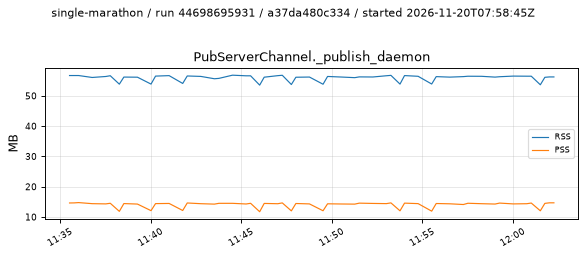 single-marathon / run 44698695931 / a37da480c334 / started 2026-11-20T07:58:45Z
PubServerChannel._publish_daemon
MB
50
40
30
20
10
RSS
PSS
11:35
11:40
11:45
11:50
11:55
12:00